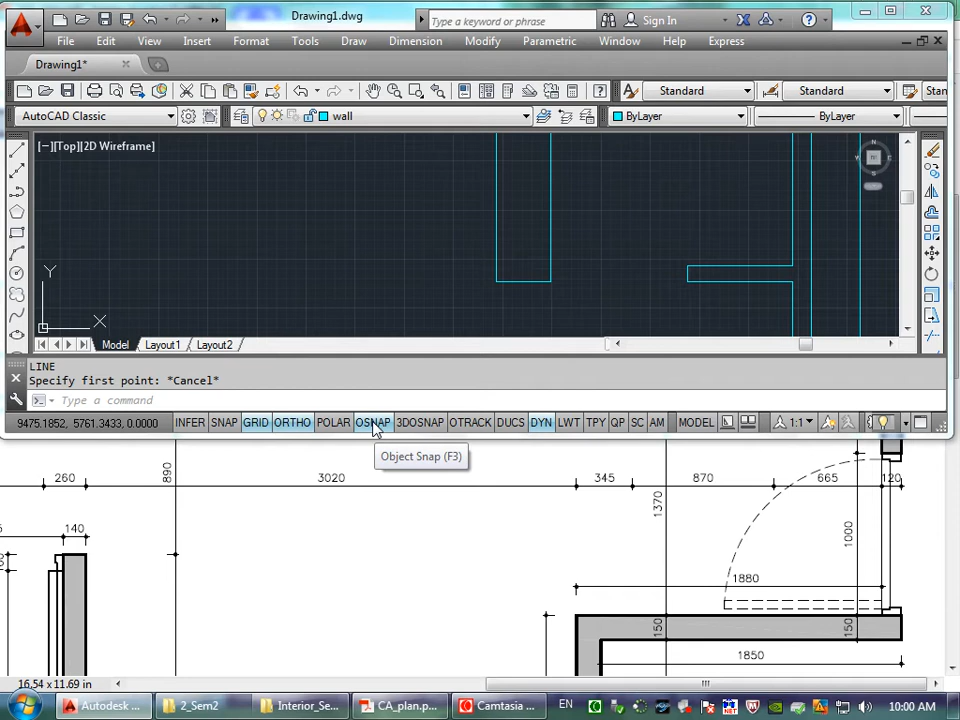 Drawing1.dwg
Type a keyword or phrase
Sign In
File Edit View Insert Format Tools Draw Dimension Modify Parametric Window Help Express
Drawing1*
Standard Standard Stan
AutoCAD Classic wall ByLayer ByLayer
[−][Top][2D Wireframe]
N
Y
X
Model Layout1 Layout2
LINE
Specify first point: *Cancel*
Type a command
9475.1852, 5761.3433, 0.0000 INFER SNAP GRID ORTHO POLAR OSNAP 3DOSNAP OTRACK DUCS DYN LWT TPY QP SC AM MODEL 1:1
Object Snap (F3)
890
260 3020 345 870 665 120
1370
140
1000
1880
150 150
1850
16.54 x 11.69 in
Autodesk ... 2_Sem2 Interior_Se... CA_plan.p... Camtasia ... EN 10:00 AM